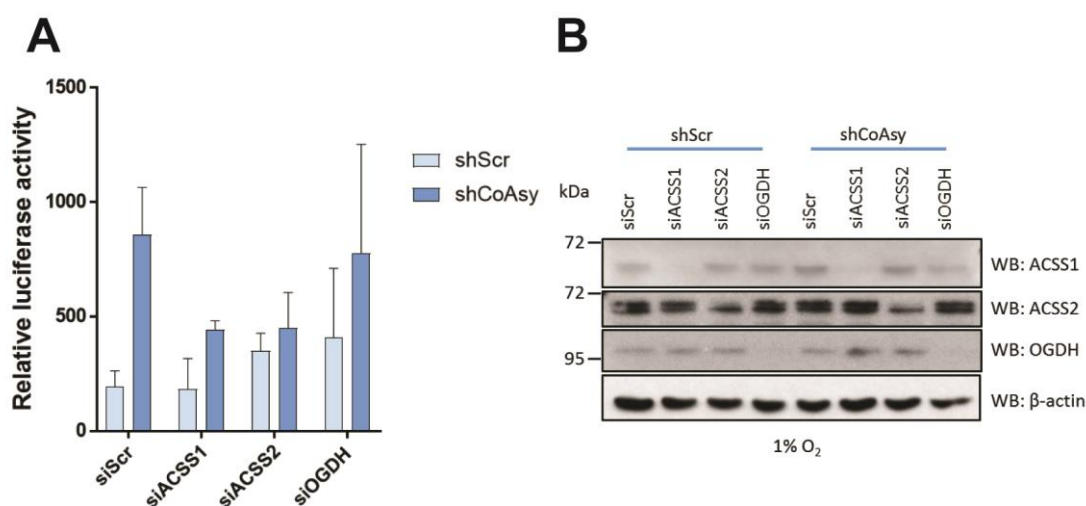 A
Relative luciferase activity
1500
1000
500
0
siScr
siACSS1
siACSS2
siOGDH
shScr
shCoAsy
B
shScr
shCoAsy
kDa
siScr
siACSS1
siACSS2
siOGDH
siScr
siACSS1
siACSS2
siOGDH
72
WB: ACSS1
72
WB: ACSS2
95
WB: OGDH
WB: β-actin
1% O₂